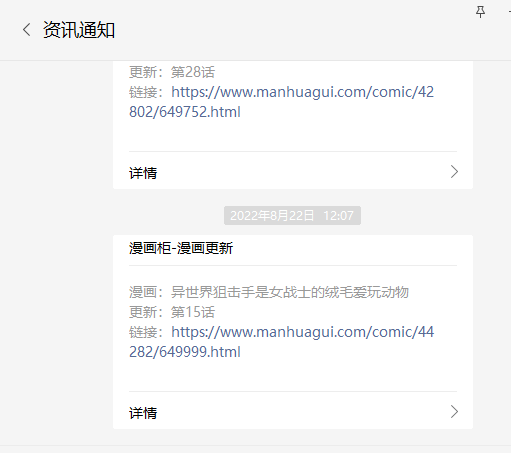 资讯通知
更新：第28话
链接：https://www.manhuagui.com/comic/42
802/649752.html
详情
2022年8月22日 12:07
漫画柜-漫画更新
漫画：异世界狙击手是女战士的绒毛爱玩动物
更新：第15话
链接：https://www.manhuagui.com/comic/44
282/649999.html
详情